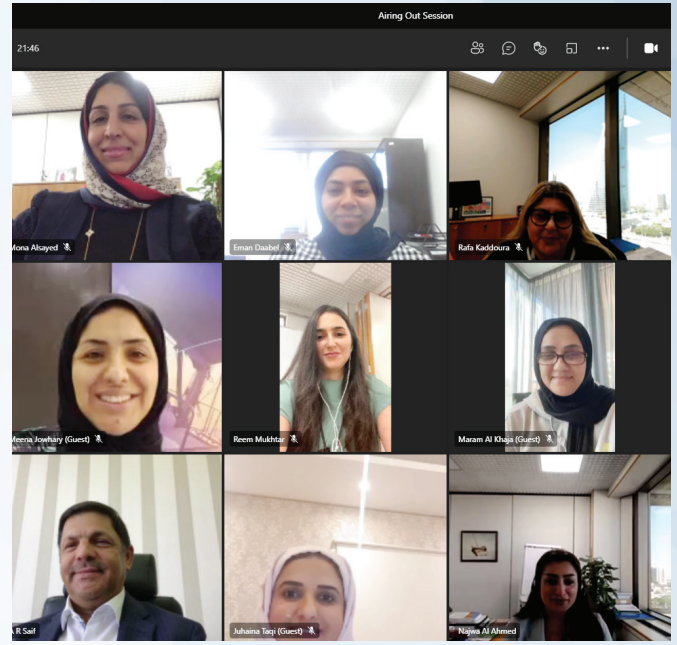 Airing Out Session
21:46
Mona Alsayed
Eman Daabel
Rafa Kaddoura
Meena Jowhary (Guest)
Reem Mukhtar
Maram Al Khaja (Guest)
A R Saif
Juhaina Taqi (Guest)
Najwa Al Ahmed